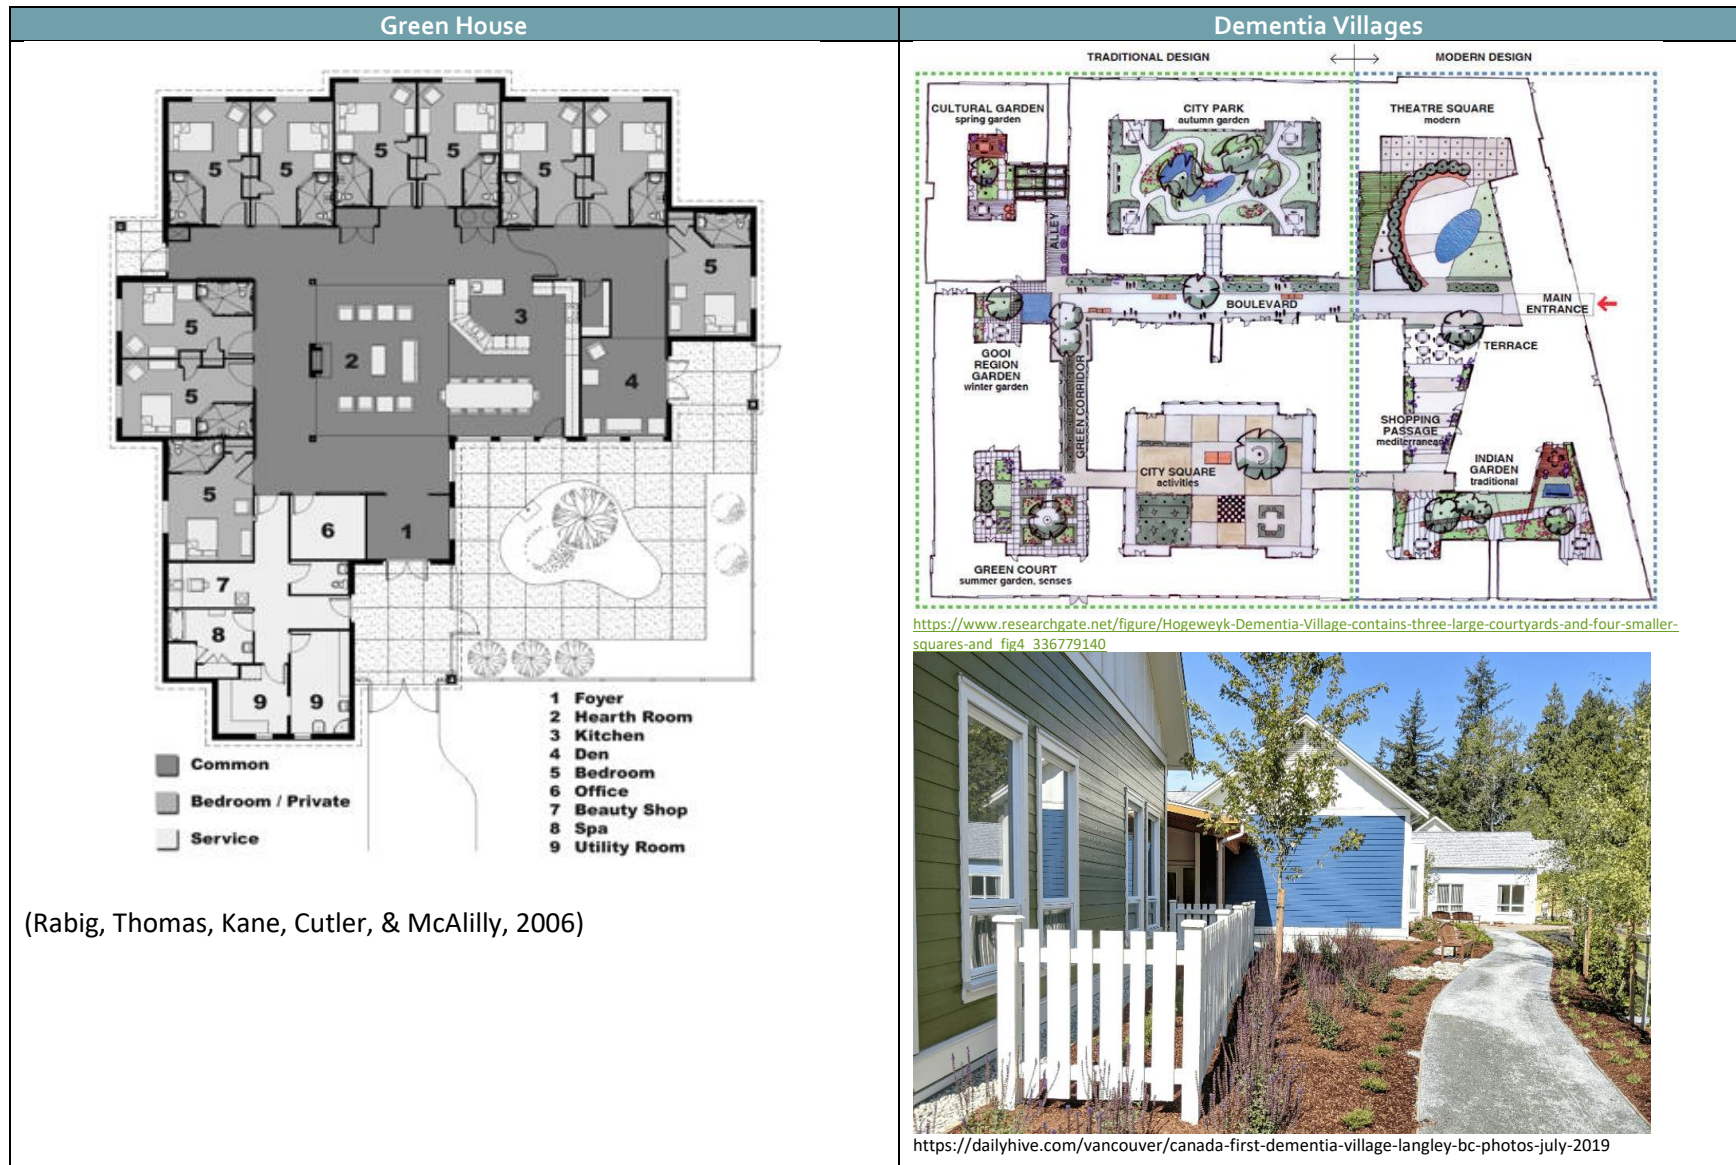 Green House
5
5
5
5
5
5
5
5
5
5
2
3
4
1
6
7
8
9
9
1 Foyer
2 Hearth Room
3 Kitchen
4 Den
5 Bedroom
6 Office
7 Beauty Shop
8 Spa
9 Utility Room
Common
Bedroom / Private
Service
(Rabig, Thomas, Kane, Cutler, & McAlilly, 2006)
Dementia Villages
TRADITIONAL DESIGN
MODERN DESIGN
CULTURAL GARDEN
spring garden
CITY PARK
autumn garden
THEATRE SQUARE
modern
ALLEY
BOULEVARD
MAIN
ENTRANCE
GOOI
REGION
GARDEN
winter garden
GREEN CORRIDOR
TERRACE
SHOPPING
PASSAGE
mediterranean
CITY SQUARE
activities
INDIAN
GARDEN
traditional
GREEN COURT
summer garden, senses
https://www.researchgate.net/figure/Hogeweyk-Dementia-Village-contains-three-large-courtyards-and-four-smaller-
squares-and_fig4_336779140
https://dailyhive.com/vancouver/canada-first-dementia-village-langley-bc-photos-july-2019